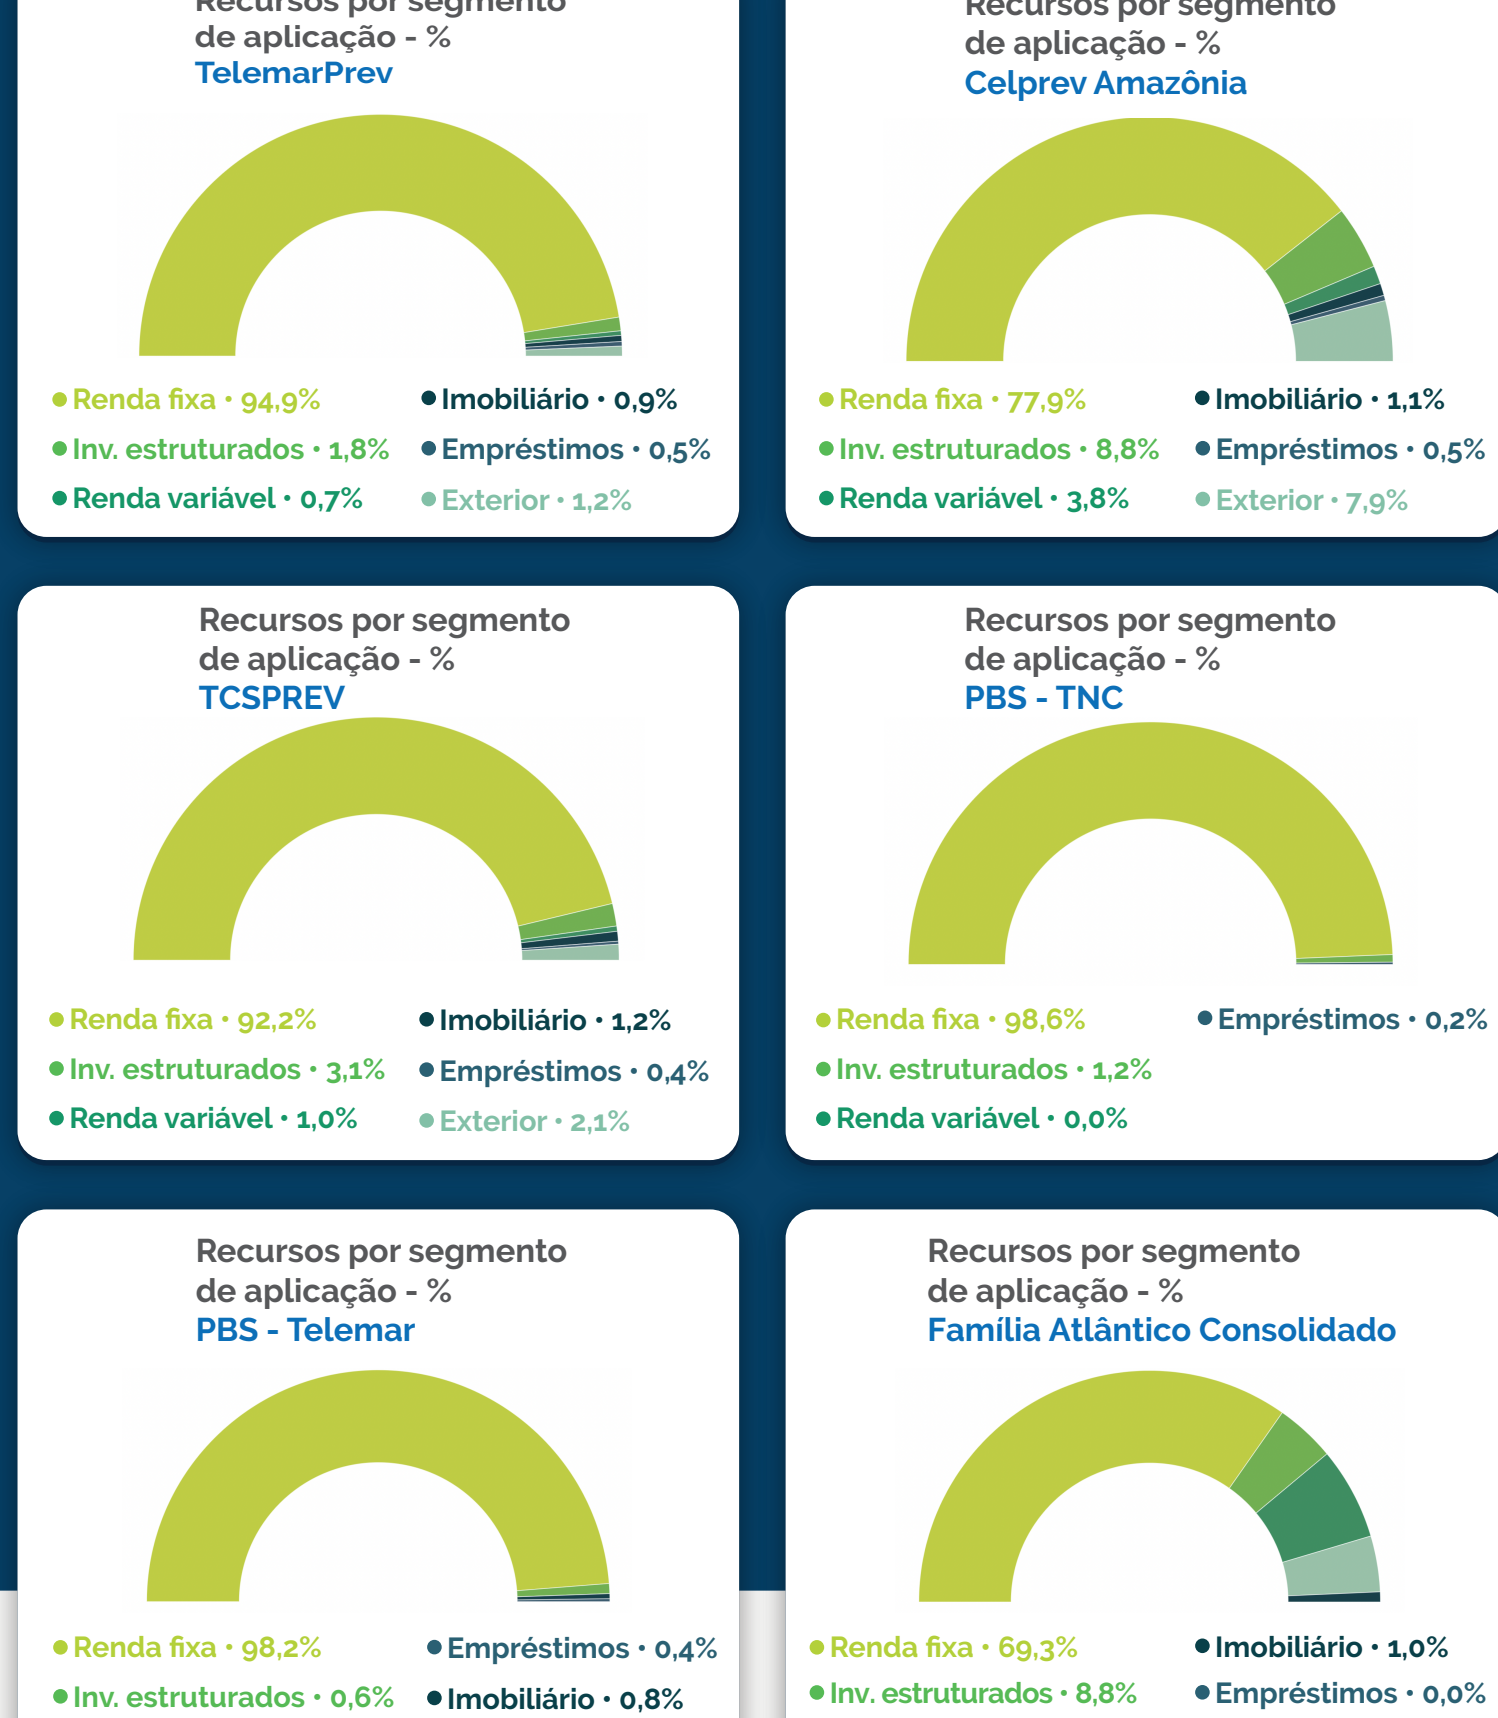 Recursos por segmento
de aplicação - %
TelemarPrev
Renda fixa • 94,9%
Inv. estruturados • 1,8%
Renda variável • 0,7%
Imobiliário • 0,9%
Empréstimos • 0,5%
Exterior • 1,2%
Recursos por segmento
de aplicação - %
Celprev Amazônia
Renda fixa • 77,9%
Inv. estruturados • 8,8%
Renda variável • 3,8%
Imobiliário • 1,1%
Empréstimos • 0,5%
Exterior • 7,9%
Recursos por segmento
de aplicação - %
TCSPREV
Renda fixa • 92,2%
Inv. estruturados • 3,1%
Renda variável • 1,0%
Imobiliário • 1,2%
Empréstimos • 0,4%
Exterior • 2,1%
Recursos por segmento
de aplicação - %
PBS - TNC
Renda fixa • 98,6%
Inv. estruturados • 1,2%
Renda variável • 0,0%
Empréstimos • 0,2%
Recursos por segmento
de aplicação - %
PBS - Telemar
Renda fixa • 98,2%
Inv. estruturados • 0,6%
Empréstimos • 0,4%
Imobiliário • 0,8%
Recursos por segmento
de aplicação - %
Família Atlântico Consolidado
Renda fixa • 69,3%
Inv. estruturados • 8,8%
Imobiliário • 1,0%
Empréstimos • 0,0%